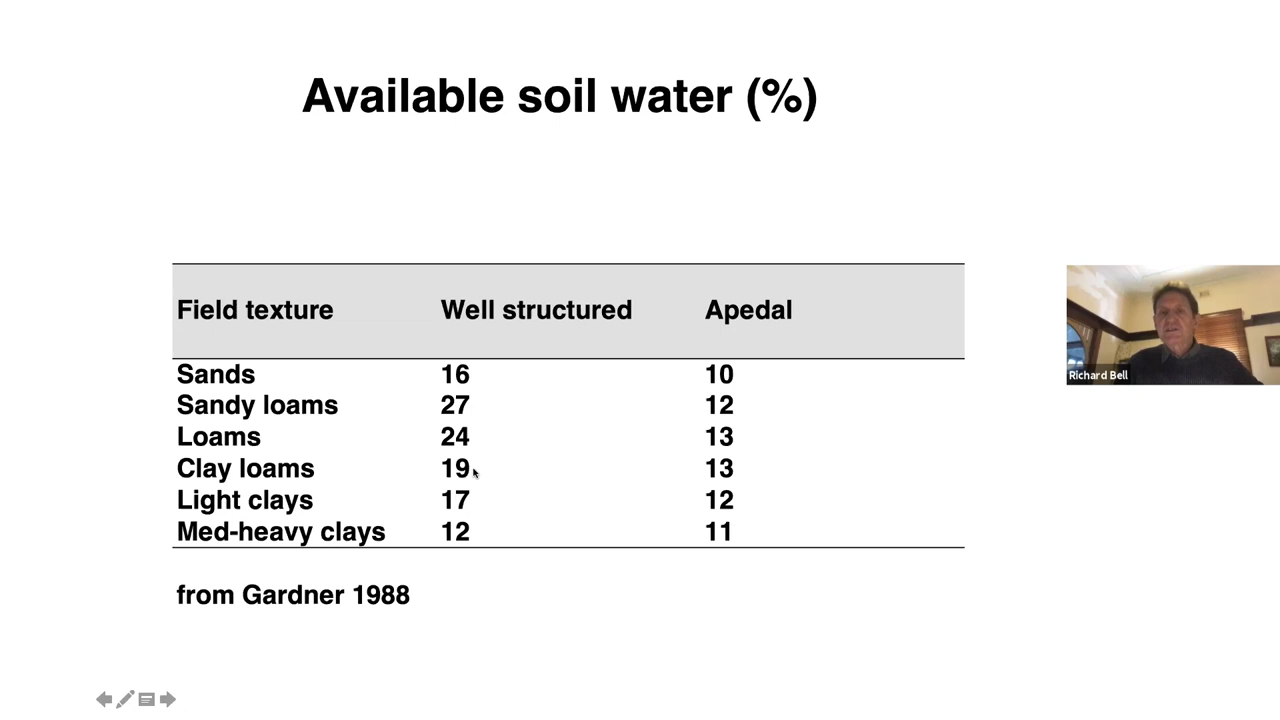 Available soil water (%)
Field texture Well structured Apedal
Sands 16 10
Sandy loams 27 12
Loams 24 13
Clay loams 19 13
Light clays 17 12
Med-heavy clays 12 11
from Gardner 1988
Richard Bell